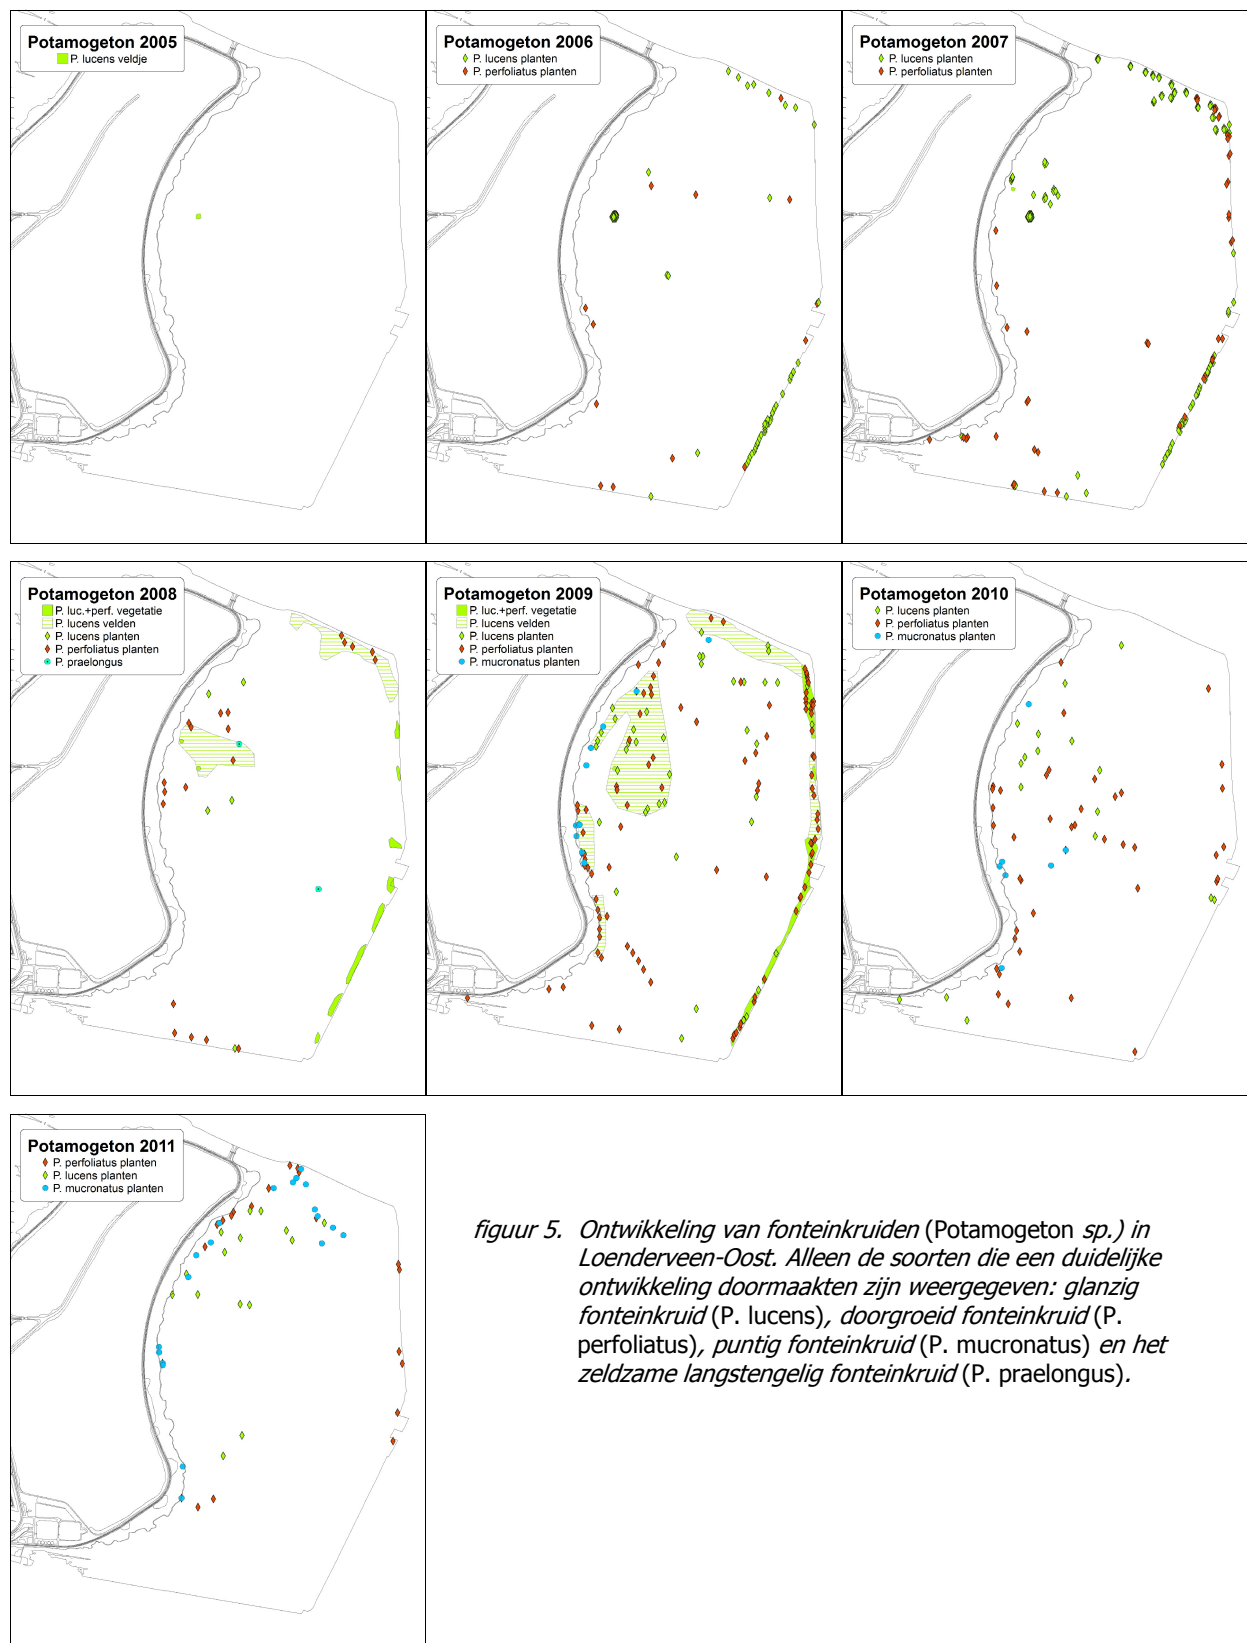 Potamogeton 2005
P. lucens veldje
Potamogeton 2006
P. lucens planten
P. perfoliatus planten
Potamogeton 2007
P. lucens planten
P. perfoliatus planten
Potamogeton 2008
P. luc.+perf. vegetatie
P. lucens velden
P. lucens planten
P. perfoliatus planten
P. praelongus
Potamogeton 2009
P. luc.+perf. vegetatie
P. lucens velden
P. lucens planten
P. perfoliatus planten
P. mucronatus planten
Potamogeton 2010
P. lucens planten
P. perfoliatus planten
P. mucronatus planten
Potamogeton 2011
P. perfoliatus planten
P. lucens planten
P. mucronatus planten
figuur 5. Ontwikkeling van fonteinkruiden (Potamogeton sp.) in
Loenderveen-Oost. Alleen de soorten die een duidelijke
ontwikkeling doormaakten zijn weergegeven: glanzig
fonteinkruid (P. lucens), doorgroeid fonteinkruid (P.
perfoliatus), puntig fonteinkruid (P. mucronatus) en het
zeldzame langstengelig fonteinkruid (P. praelongus).